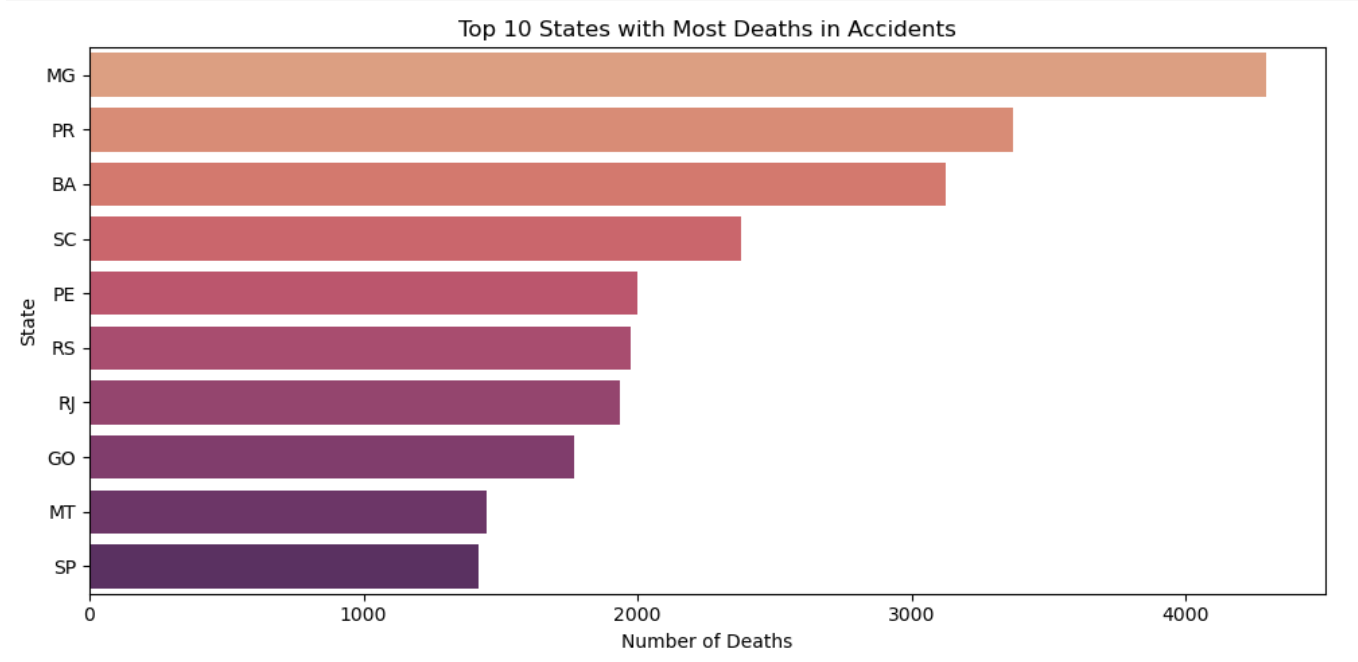 Top 10 States with Most Deaths in Accidents
MG
PR
BA
SC
PE
RS
RJ
GO
MT
SP
State
0 1000 2000 3000 4000
Number of Deaths